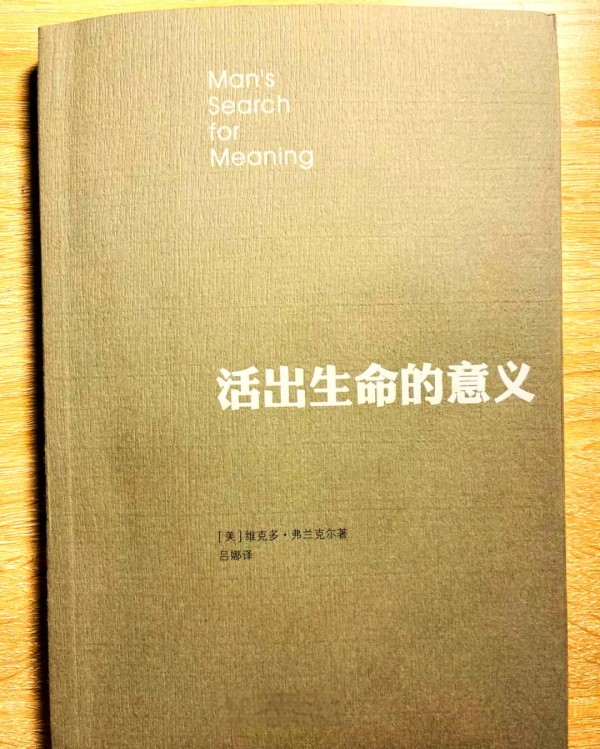 Man's
Search
for
Meaning
活出生命的意义
［美］维克多·弗兰克尔著
吕娜译